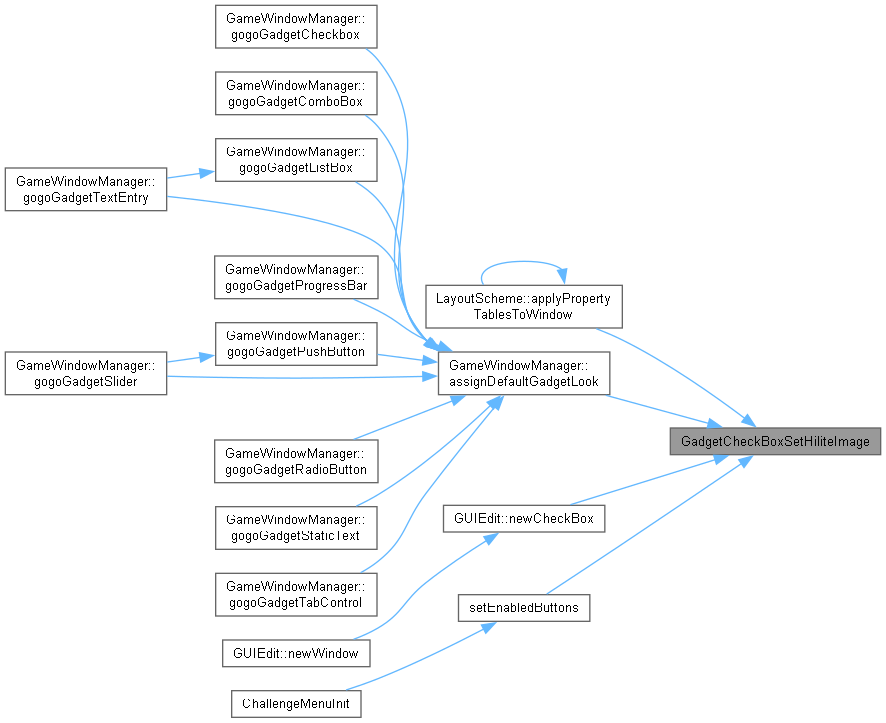 GameWindowManager::
gogoGadgetCheckbox
GameWindowManager::
gogoGadgetComboBox
GameWindowManager::
gogoGadgetListBox
GameWindowManager::
gogoGadgetTextEntry
GameWindowManager::
gogoGadgetProgressBar
LayoutScheme::applyProperty
TablesToWindow
GameWindowManager::
gogoGadgetPushButton
GameWindowManager::
gogoGadgetSlider
GameWindowManager::
assignDefaultGadgetLook
GadgetCheckBoxSetHiliteImage
GameWindowManager::
gogoGadgetRadioButton
GameWindowManager::
gogoGadgetStaticText
GUIEdit::newCheckBox
GameWindowManager::
gogoGadgetTabControl
setEnabledButtons
GUIEdit::newWindow
ChallengeMenuInit